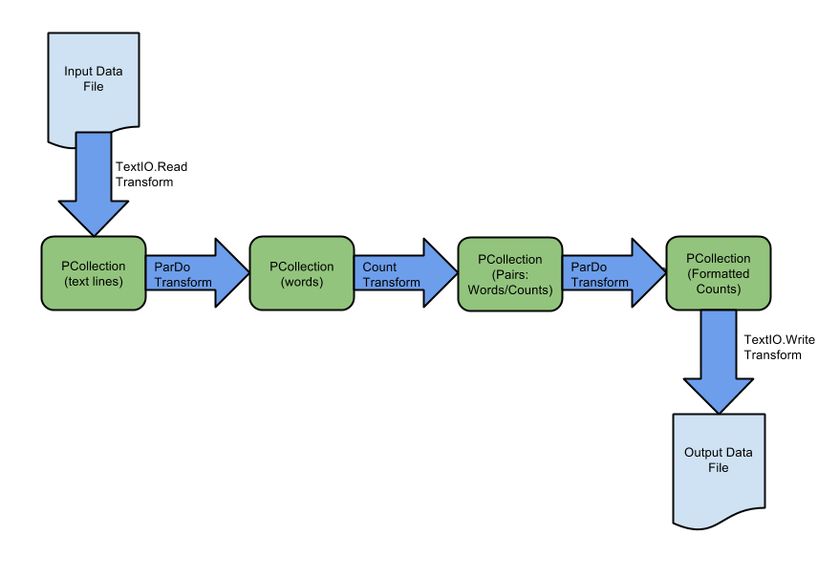 Input Data
File
TextIO.Read
Transform
PCollection
(text lines)
ParDo
Transform
PCollection
(words)
Count
Transform
PCollection
(Pairs:
Words/Counts)
ParDo
Transform
PCollection
(Formatted
Counts)
TextIO.Write
Transform
Output Data
File